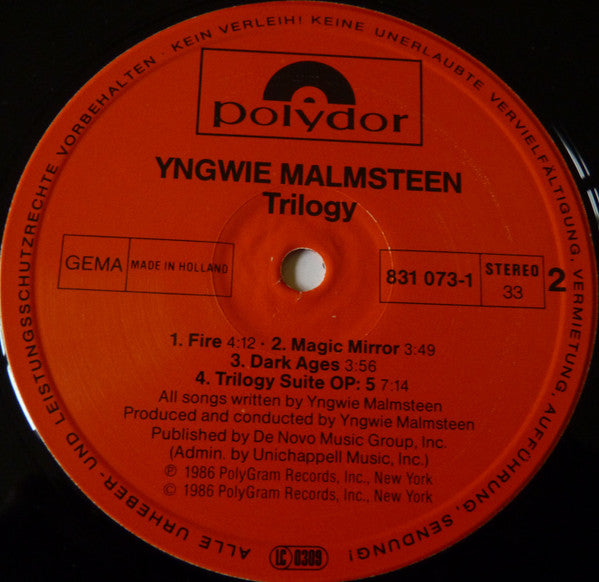 ALLE URHEBER- UND LEISTUNGSSCHUTZRECHTE VORBEHALTEN · KEIN VERLEIH! KEINE UNERLAUBTE VERVIELFÄLTIGUNG, VERMIETUNG, AUFFÜHRUNG, SENDUNG!
polydor
YNGWIE MALMSTEEN
Trilogy
GEMA MADE IN HOLLAND
831 073-1 STEREO 33 2
1. Fire 4:12 · 2. Magic Mirror 3:49
3. Dark Ages 3:56
4. Trilogy Suite OP: 5 7:14
All songs written by Yngwie Malmsteen
Produced and conducted by Yngwie Malmsteen
Published by De Novo Music Group, Inc.
(Admin. by Unichappell Music, Inc.)
℗ 1986 PolyGram Records, Inc., New York
© 1986 PolyGram Records, Inc., New York
LC 0309